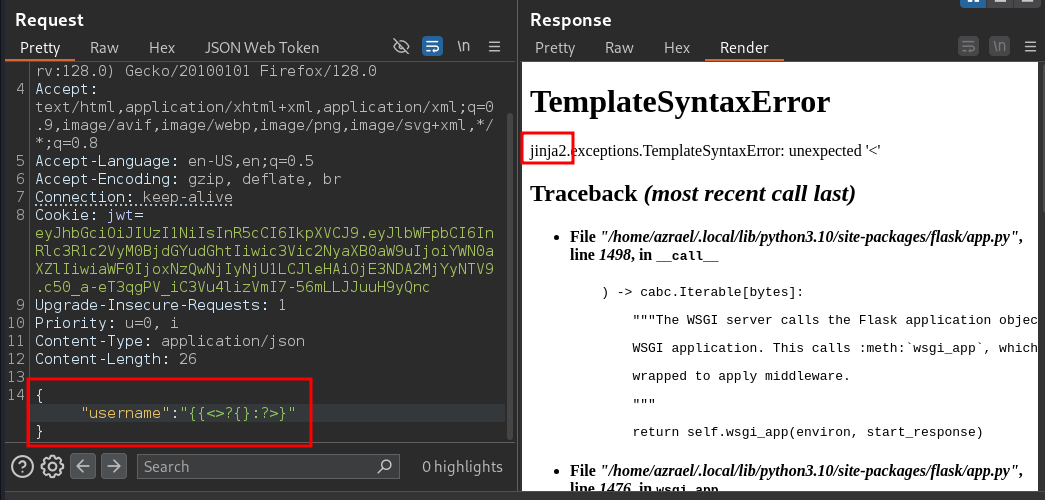 Request
Pretty Raw Hex JSON Web Token \n
rv:128.0) Gecko/20100101 Firefox/128.0
4 Accept:
text/html,application/xhtml+xml,application/xml;q=0
.9,image/avif,image/webp,image/png,image/svg+xml,*/
*;q=0.8
5 Accept-Language: en-US,en;q=0.5
6 Accept-Encoding: gzip, deflate, br
7 Connection: keep-alive
8 Cookie: jwt=
eyJhbGciOiJIUzI1NiIsInR5cCI6IkpXVCJ9.eyJlbWFpbCI6In
Rlc3Rlc2VyM0BjdGYudGhtIiwic3Vic2NyaXB0aW9uIjoiYWN0a
XZlIiwiaWF0IjoxNzQwNjIyNjU1LCJleHAiOjE3NDA2MjYyNTV9
.c50_a-eT3qgPV_iC3Vu4lizVmI7-56mLLJJuuH9yQnc
9 Upgrade-Insecure-Requests: 1
10 Priority: u=0, i
11 Content-Type: application/json
12 Content-Length: 26
13
14 {
"username":"{{<>?{}:?>}"
}
Search 0 highlights
Response
Pretty Raw Hex Render \n
TemplateSyntaxError
jinja2.exceptions.TemplateSyntaxError: unexpected '<'
Traceback (most recent call last)
• File "/home/azrael/.local/lib/python3.10/site-packages/flask/app.py",
line 1498, in __call__
) -> cabc.Iterable[bytes]:
"""The WSGI server calls the Flask application objec
WSGI application. This calls :meth:`wsgi_app`, which
wrapped to apply middleware.
"""
return self.wsgi_app(environ, start_response)
• File "/home/azrael/.local/lib/python3.10/site-packages/flask/app.py",
line 1476, in wsgi_app